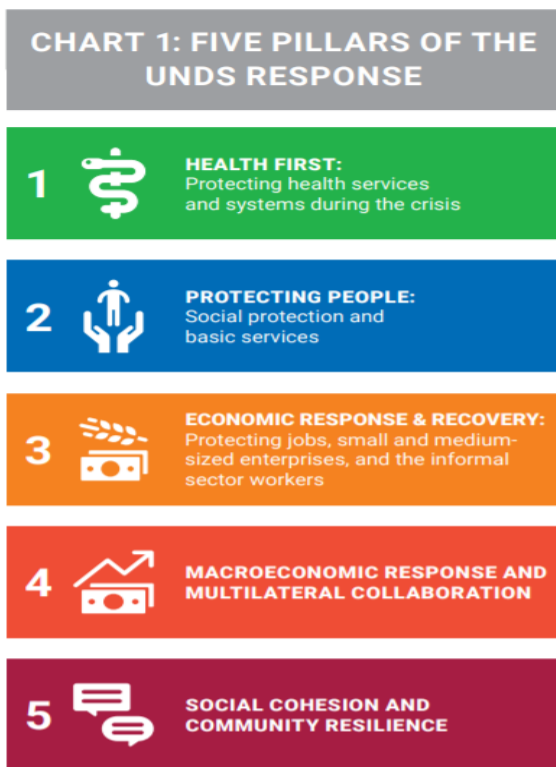 CHART 1: FIVE PILLARS OF THE
UNDS RESPONSE
1
HEALTH FIRST:
Protecting health services
and systems during the crisis
2
PROTECTING PEOPLE:
Social protection and
basic services
3
ECONOMIC RESPONSE & RECOVERY:
Protecting jobs, small and medium-
sized enterprises, and the informal
sector workers
4
MACROECONOMIC RESPONSE AND
MULTILATERAL COLLABORATION
5
SOCIAL COHESION AND
COMMUNITY RESILIENCE